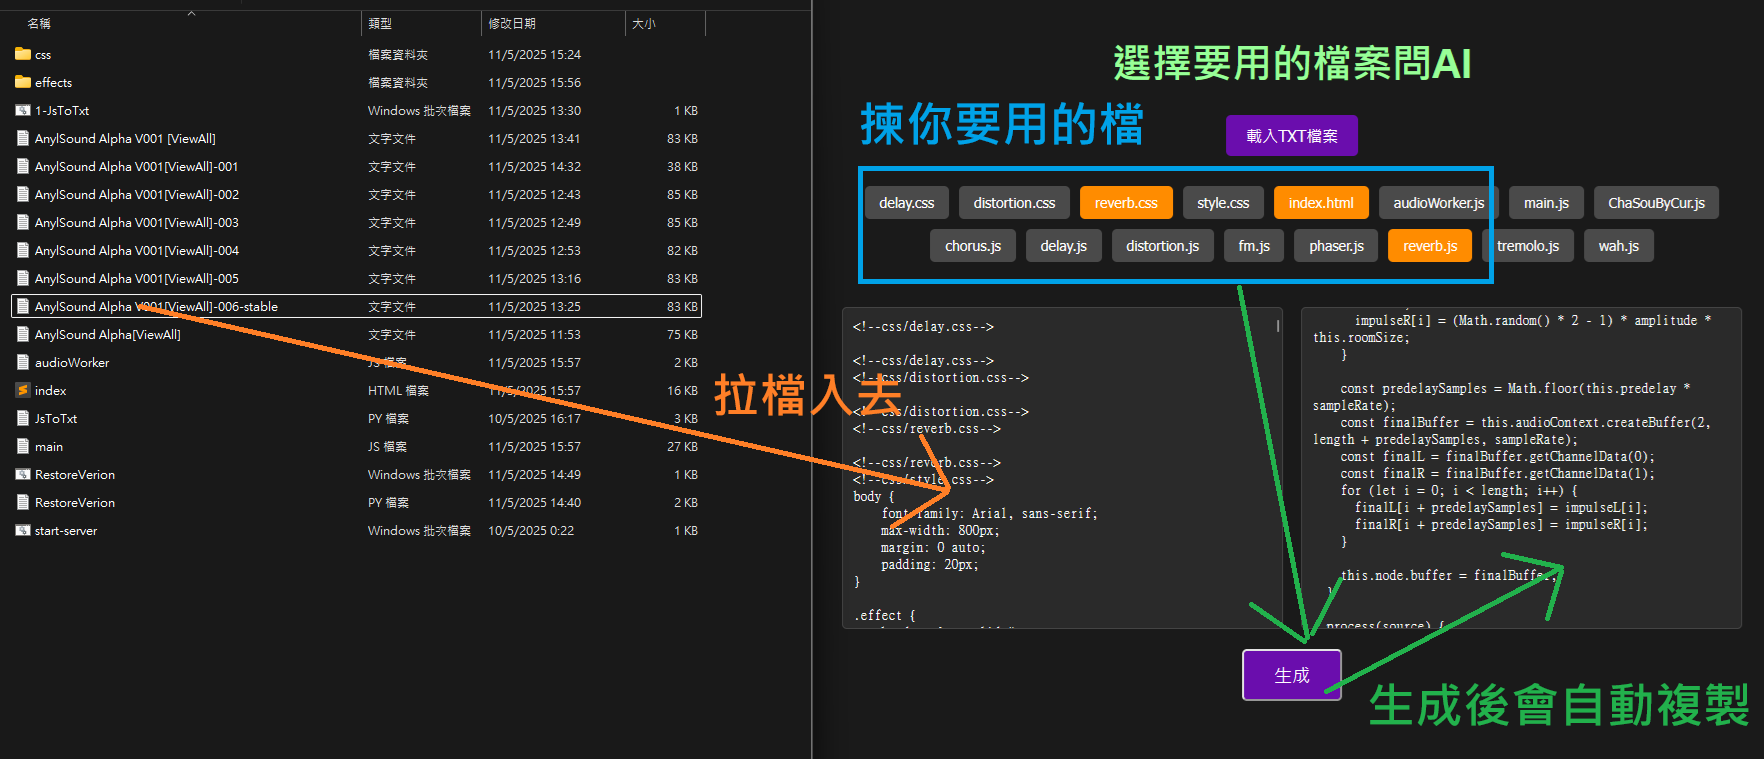 名稱 類型 修改日期 大小
css 檔案資料夾 11/5/2025 15:24
effects 檔案資料夾 11/5/2025 15:56
1-JsToTxt Windows 批次檔案 11/5/2025 13:30 1 KB
AnylSound Alpha V001 [ViewAll] 文字文件 11/5/2025 13:41 83 KB
AnylSound Alpha V001[ViewAll]-001 文字文件 11/5/2025 14:32 38 KB
AnylSound Alpha V001[ViewAll]-002 文字文件 11/5/2025 12:43 85 KB
AnylSound Alpha V001[ViewAll]-003 文字文件 11/5/2025 12:49 85 KB
AnylSound Alpha V001[ViewAll]-004 文字文件 11/5/2025 12:53 82 KB
AnylSound Alpha V001[ViewAll]-005 文字文件 11/5/2025 13:16 83 KB
AnylSound Alpha V001[ViewAll]-006-stable 文字文件 11/5/2025 13:25 83 KB
AnylSound Alpha[ViewAll] 文字文件 11/5/2025 11:53 75 KB
audioWorker JS 檔案 11/5/2025 15:57 2 KB
index HTML 檔案 11/5/2025 15:57 16 KB
JsToTxt PY 檔案 10/5/2025 16:17 3 KB
main JS 檔案 11/5/2025 15:57 27 KB
RestoreVerion Windows 批次檔案 11/5/2025 14:49 1 KB
RestoreVerion PY 檔案 11/5/2025 14:40 2 KB
start-server Windows 批次檔案 10/5/2025 0:22 1 KB
選擇要用的檔案問AI
揀你要用的檔
載入TXT檔案
delay.css distortion.css reverb.css style.css index.html audioWorker.js main.js ChaSouByCur.js
chorus.js delay.js distortion.js fm.js phaser.js reverb.js tremolo.js wah.js
拉檔入去
<!--css/delay.css-->
<!--css/delay.css-->
<!--css/distortion.css-->
<!--css/distortion.css-->
<!--css/reverb.css-->
<!--css/reverb.css-->
<!--css/style.css-->
body {
font-family: Arial, sans-serif;
max-width: 800px;
margin: 0 auto;
padding: 20px;
}
.effect {
impulseR[i] = (Math.random() * 2 - 1) * amplitude *
this.roomSize;
}
const predelaySamples = Math.floor(this.predelay *
sampleRate);
const finalBuffer = this.audioContext.createBuffer(2,
length + predelaySamples, sampleRate);
const finalL = finalBuffer.getChannelData(0);
const finalR = finalBuffer.getChannelData(1);
for (let i = 0; i < length; i++) {
finalL[i + predelaySamples] = impulseL[i];
finalR[i + predelaySamples] = impulseR[i];
}
this.node.buffer = finalBuffer;
}
process(source) {
生成
生成後會自動複製